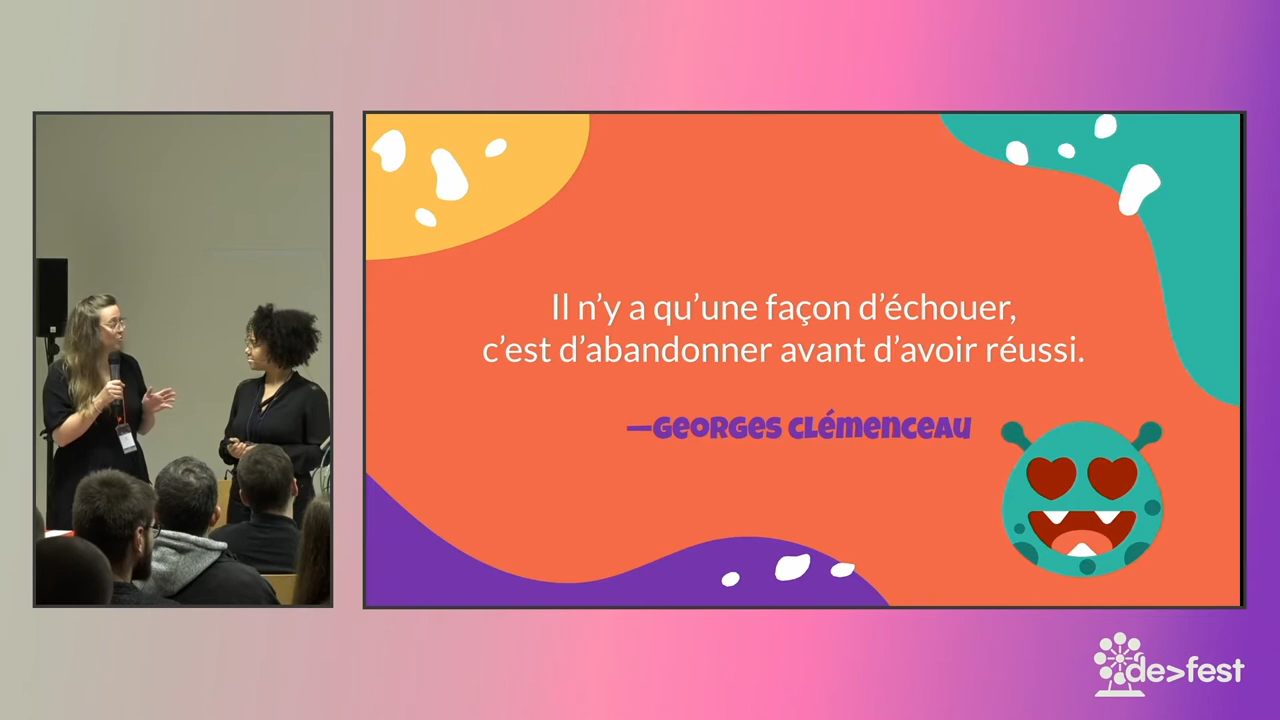 Il n’y a qu’une façon d’échouer,
c’est d’abandonner avant d’avoir réussi.
—Georges Clémenceau
de>fest